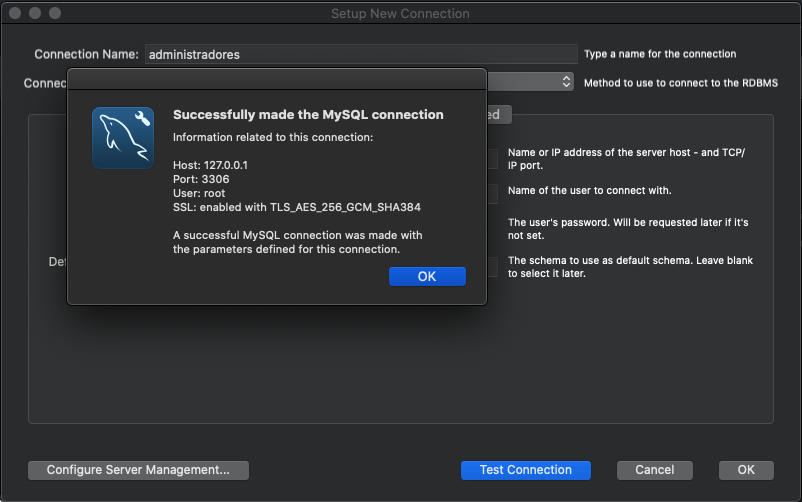 Setup New Connection
Connection Name: administradores Type a name for the connection
Method to use to connect to the RDBMS
Successfully made the MySQL connection
Information related to this connection:
Host: 127.0.0.1
Port: 3306
User: root
SSL: enabled with TLS_AES_256_GCM_SHA384
A successful MySQL connection was made with
the parameters defined for this connection.
OK
Name or IP address of the server host - and TCP/
IP port.
Name of the user to connect with.
The user's password. Will be requested later if it's
not set.
The schema to use as default schema. Leave blank
to select it later.
Configure Server Management... Test Connection Cancel OK